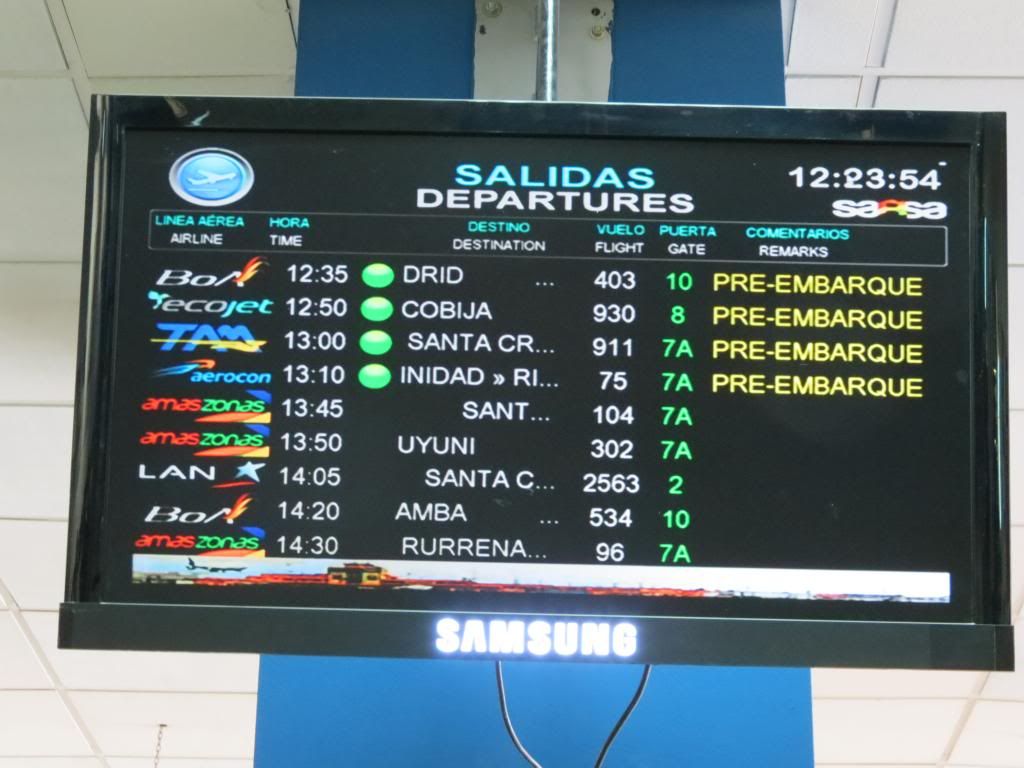 SALIDAS
DEPARTURES
12:23:54
sabsa
LINEA AÉREA HORA DESTINO VUELO PUERTA COMENTARIOS
AIRLINE TIME DESTINATION FLIGHT GATE REMARKS
BoA 12:35 DRID ... 403 10 PRE-EMBARQUE
ecojet 12:50 COBIJA 930 8 PRE-EMBARQUE
TAM 13:00 SANTA CR... 911 7A PRE-EMBARQUE
aerocon 13:10 INIDAD » RI... 75 7A PRE-EMBARQUE
amaszonas 13:45 SANT... 104 7A
amaszonas 13:50 UYUNI 302 7A
LAN 14:05 SANTA C... 2563 2
BoA 14:20 AMBA ... 534 10
amaszonas 14:30 RURRENA... 96 7A
SAMSUNG